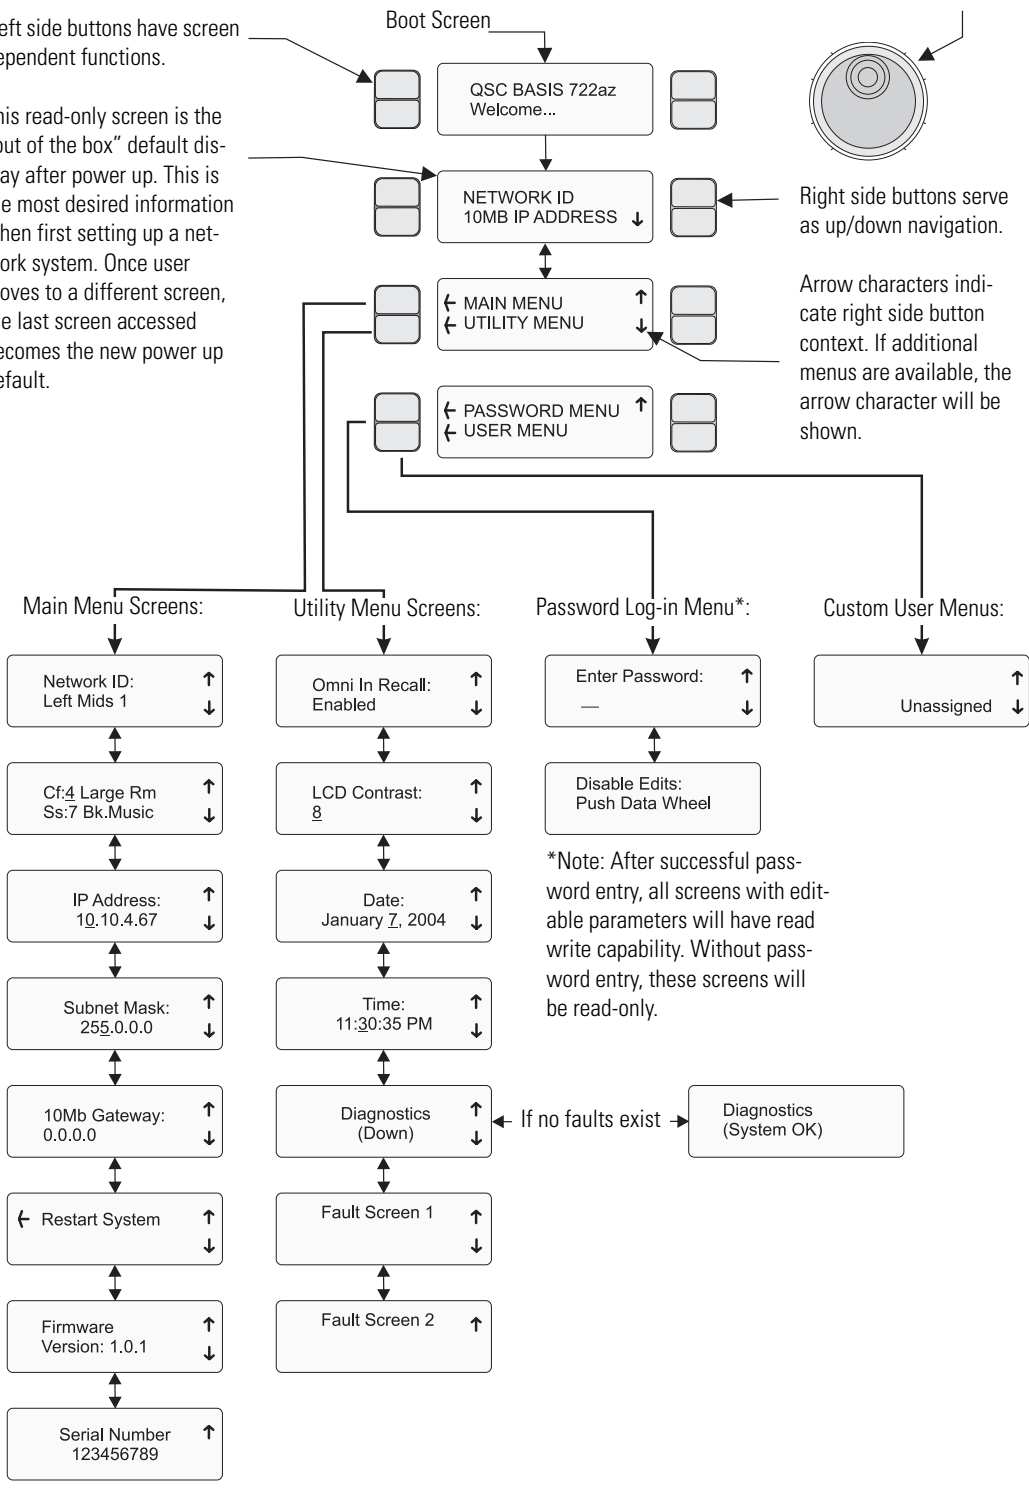 eft side buttons have screen
ependent functions.
his read-only screen is the
out of the box” default dis-
ay after power up. This is
e most desired information
hen first setting up a net-
ork system. Once user
oves to a different screen,
e last screen accessed
ecomes the new power up
efault.
Boot Screen
QSC BASIS 722az
Welcome...
NETWORK ID
10MB IP ADDRESS ↓
← MAIN MENU ↑
← UTILITY MENU ↓
← PASSWORD MENU ↑
← USER MENU
Right side buttons serve
as up/down navigation.
Arrow characters indi-
cate right side button
context. If additional
menus are available, the
arrow character will be
shown.
Main Menu Screens:
Network ID: ↑
Left Mids 1 ↓
Cf:4 Large Rm ↑
Ss:7 Bk.Music ↓
IP Address: ↑
10.10.4.67 ↓
Subnet Mask: ↑
255.0.0.0 ↓
10Mb Gateway: ↑
0.0.0.0 ↓
← Restart System ↑
↓
Firmware ↑
Version: 1.0.1 ↓
Serial Number ↑
123456789
Utility Menu Screens:
Omni In Recall: ↑
Enabled ↓
LCD Contrast: ↑
8 ↓
Date: ↑
January 7, 2004 ↓
Time: ↑
11:30:35 PM ↓
Diagnostics ↑
(Down) ↓
If no faults exist
Diagnostics
(System OK)
Fault Screen 1 ↑
↓
Fault Screen 2 ↑
Password Log-in Menu*:
Enter Password: ↑
— ↓
Disable Edits:
Push Data Wheel
*Note: After successful pass-
word entry, all screens with edit-
able parameters will have read
write capability. Without pass-
word entry, these screens will
be read-only.
Custom User Menus:
↑
Unassigned ↓